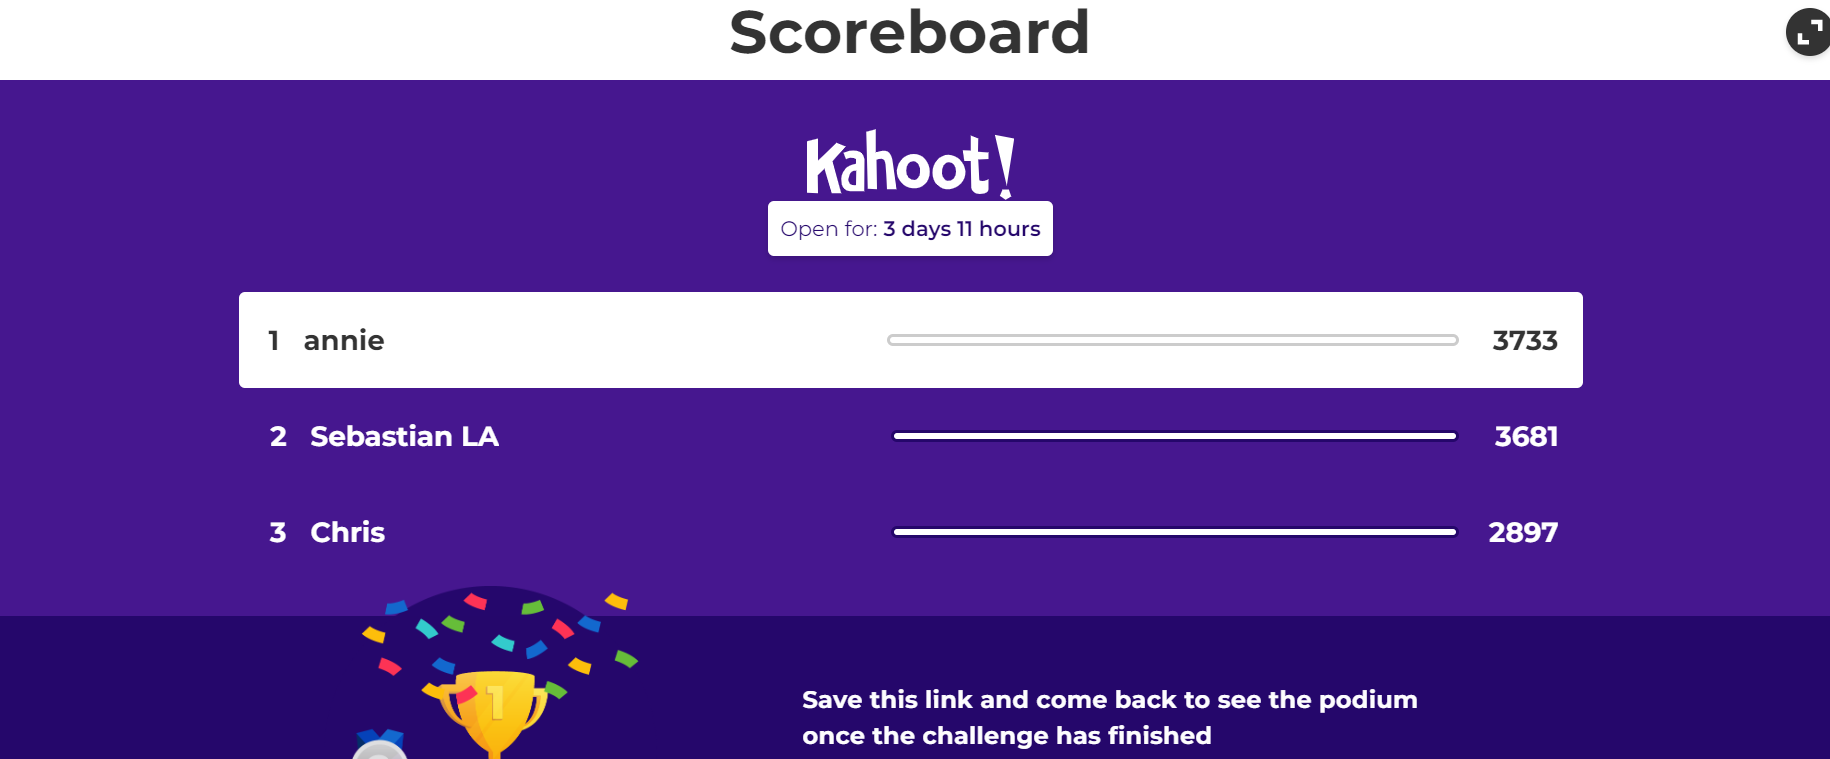 Scoreboard
Kahoot!
Open for: 3 days 11 hours
1 annie 3733
2 Sebastian LA 3681
3 Chris 2897
1
Save this link and come back to see the podium
once the challenge has finished